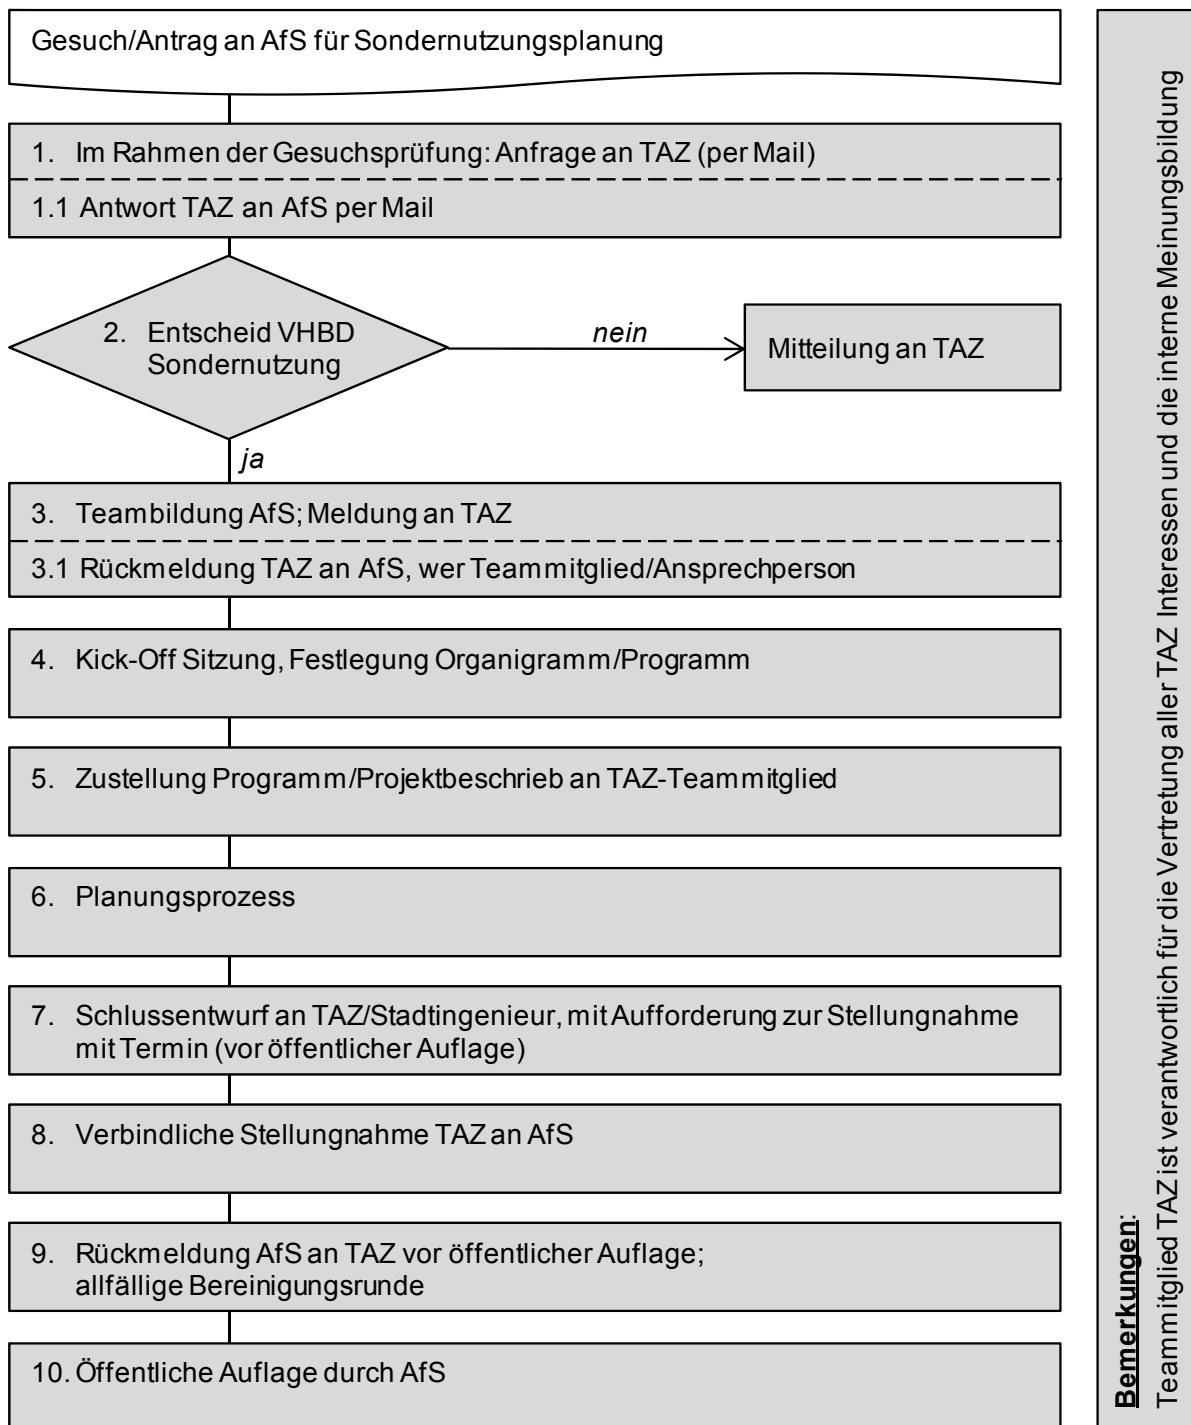 Gesuch/Antrag an AfS für Sondernutzungsplanung
1. Im Rahmen der Gesuchsprüfung: Anfrage an TAZ (per Mail)
1.1 Antwort TAZ an AfS per Mail
2. Entscheid VHBD
Sondernutzung
nein
Mitteilung an TAZ
ja
3. Teambildung AfS; Meldung an TAZ
3.1 Rückmeldung TAZ an AfS, wer Teammitglied/Ansprechperson
4. Kick-Off Sitzung, Festlegung Organigramm/Programm
5. Zustellung Programm/Projektbeschrieb an TAZ-Teammitglied
6. Planungsprozess
7. Schlussentwurf an TAZ/Stadtingenieur, mit Aufforderung zur Stellungnahme
mit Termin (vor öffentlicher Auflage)
8. Verbindliche Stellungnahme TAZ an AfS
9. Rückmeldung AfS an TAZ vor öffentlicher Auflage;
allfällige Bereinigungsrunde
10. Öffentliche Auflage durch AfS
Bemerkungen:
Teammitglied TAZ ist verantwortlich für die Vertretung aller TAZ Interessen und die interne Meinungsbildung